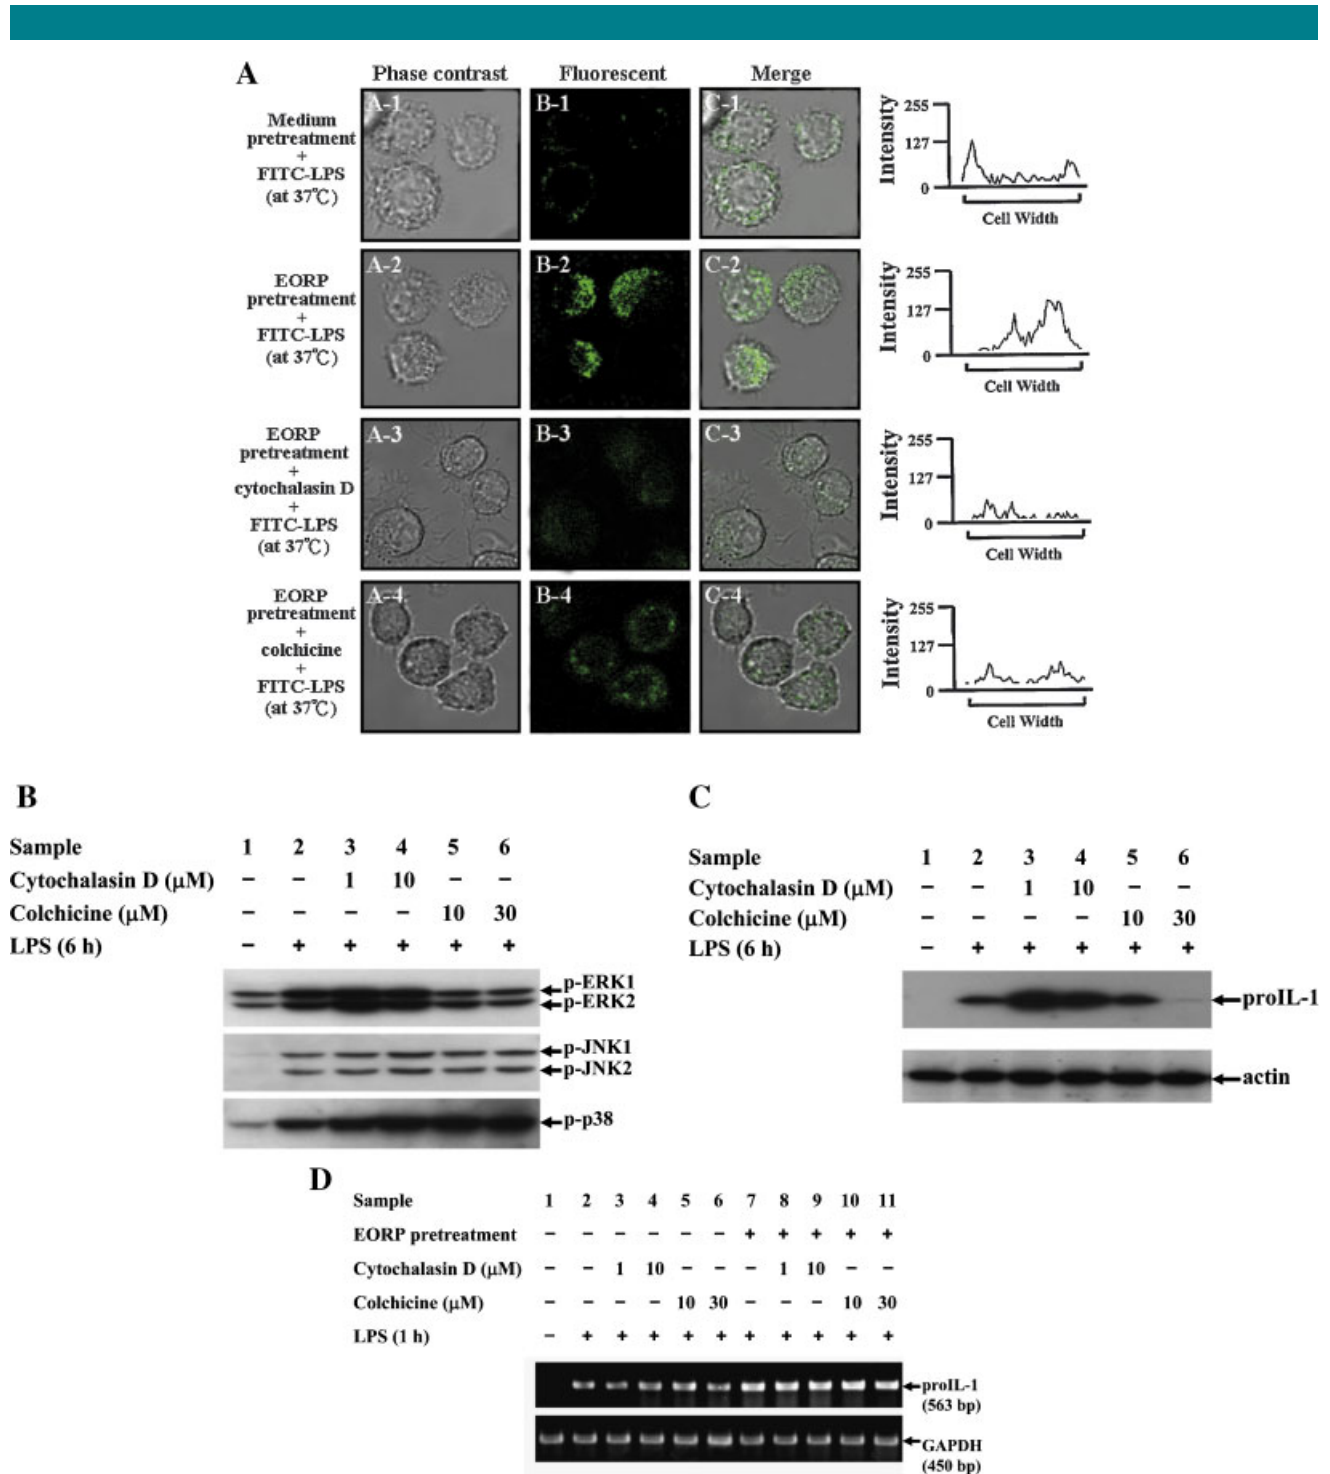 A
Phase contrast Fluorescent Merge
Medium
pretreatment
+
FITC-LPS
(at 37℃)
A-1 B-1 C-1
Intensity
255
127
0
Cell Width
EORP
pretreatment
+
FITC-LPS
(at 37℃)
A-2 B-2 C-2
Intensity
255
127
0
Cell Width
EORP
pretreatment
+
cytochalasin D
+
FITC-LPS
(at 37℃)
A-3 B-3 C-3
Intensity
255
127
0
Cell Width
EORP
pretreatment
+
colchicine
+
FITC-LPS
(at 37℃)
A-4 B-4 C-4
Intensity
255
127
0
Cell Width
B
Sample 1 2 3 4 5 6
Cytochalasin D (μM) – – 1 10 – –
Colchicine (μM) – – – – 10 30
LPS (6 h) – + + + + +
p-ERK1
p-ERK2
p-JNK1
p-JNK2
p-p38
C
Sample 1 2 3 4 5 6
Cytochalasin D (μM) – – 1 10 – –
Colchicine (μM) – – – – 10 30
LPS (6 h) – + + + + +
proIL-1
actin
D
Sample 1 2 3 4 5 6 7 8 9 10 11
EORP pretreatment – – – – – – + + + + +
Cytochalasin D (μM) – – 1 10 – – – 1 10 – –
Colchicine (μM) – – – – 10 30 – – – 10 30
LPS (1 h) – + + + + + + + + + +
proIL-1
(563 bp)
GAPDH
(450 bp)